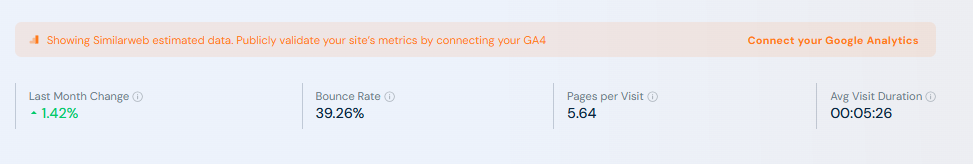 Showing Similarweb estimated data. Publicly validate your site's metrics by connecting your GA4
Connect your Google Analytics
Last Month Change
1.42%
Bounce Rate
39.26%
Pages per Visit
5.64
Avg Visit Duration
00:05:26